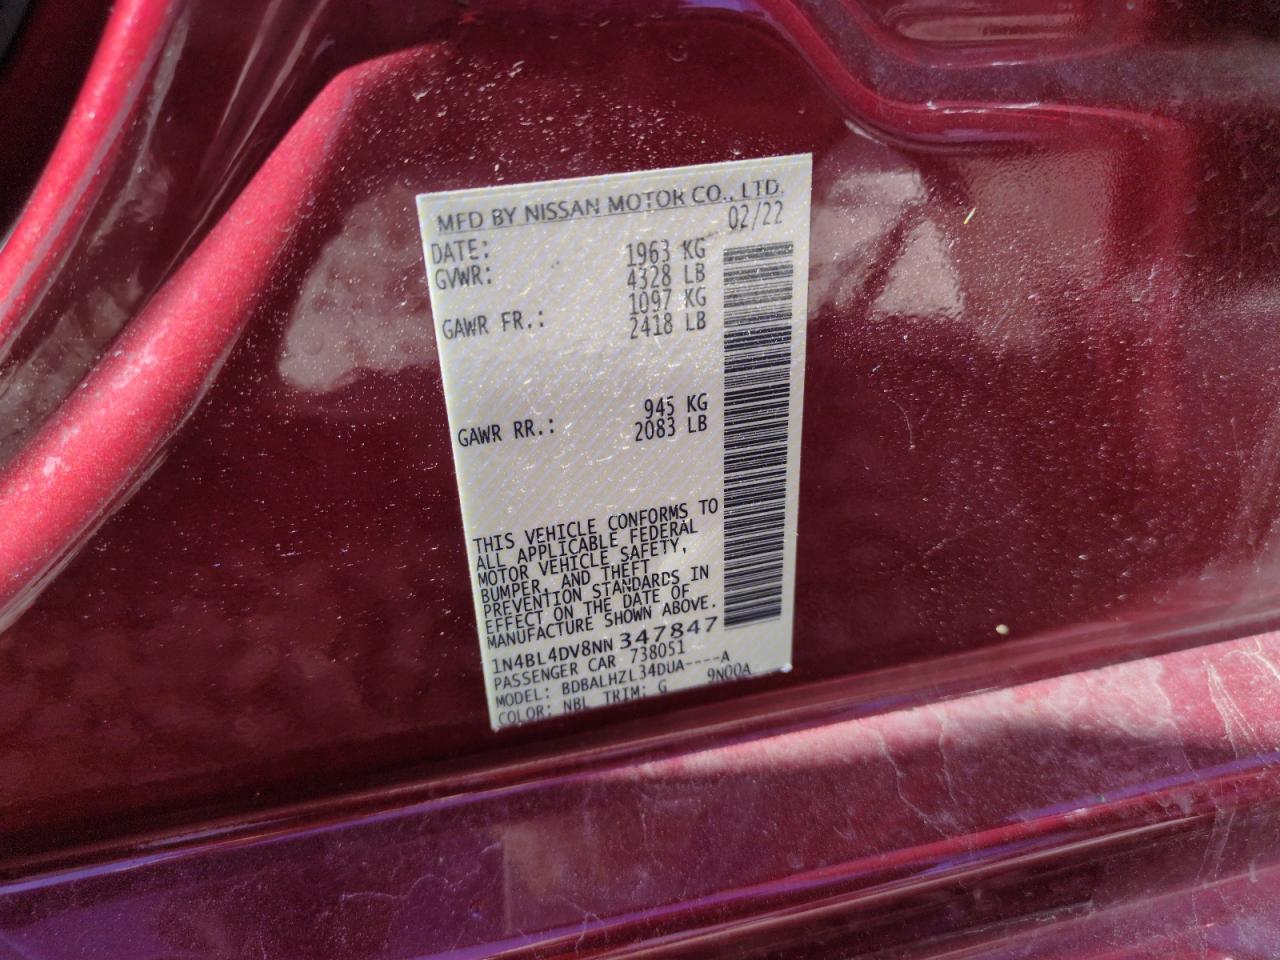 MFD BY NISSAN MOTOR CO., LTD.
DATE: 02/22
GVWR: 1963 KG
4328 LB
GAWR FR.: 1097 KG
2418 LB
GAWR RR.: 945 KG
2083 LB
THIS VEHICLE CONFORMS TO
ALL APPLICABLE FEDERAL
MOTOR VEHICLE SAFETY,
BUMPER, AND THEFT
PREVENTION STANDARDS IN
EFFECT ON THE DATE OF
MANUFACTURE SHOWN ABOVE.
1N4BL4DV8NN347847
PASSENGER CAR 738051
MODEL: BDBALHZL34DUA----A
COLOR: NBL TRIM: G 9N00A